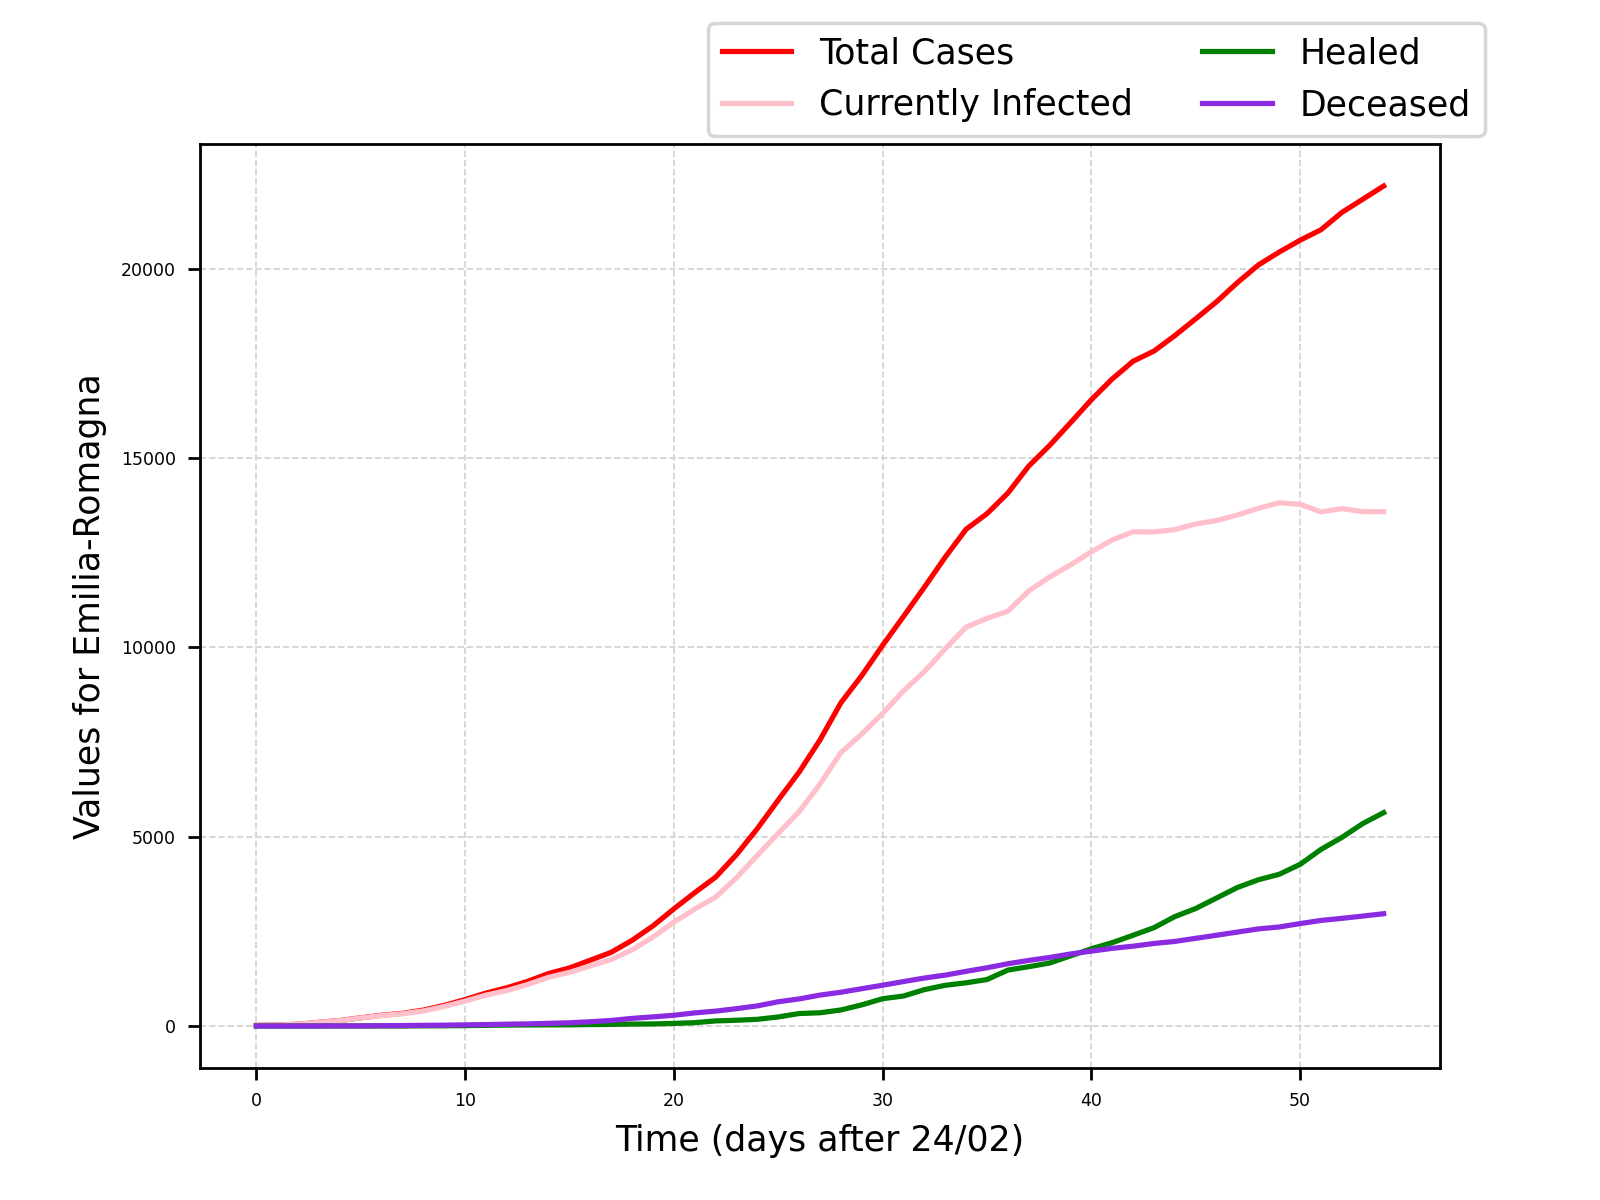 Total Cases
Currently Infected
Healed
Deceased
Values for Emilia-Romagna
20000
15000
10000
5000
0
0 10 20 30 40 50
Time (days after 24/02)